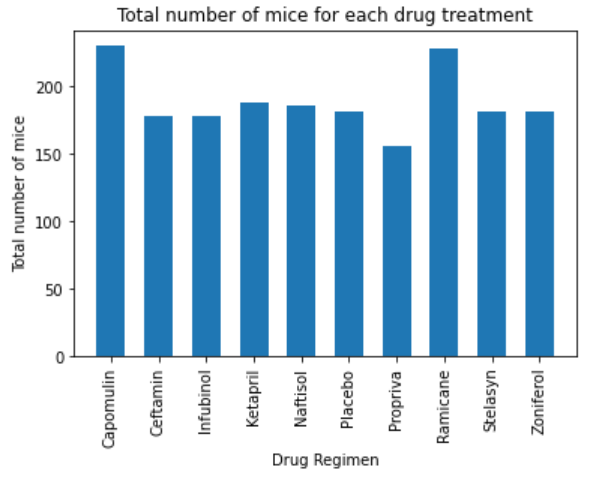 Total number of mice for each drug treatment
Total number of mice
200
150
100
50
0
Capomulin
Ceftamin
Infubinol
Ketapril
Naftisol
Placebo
Propriva
Ramicane
Stelasyn
Zoniferol
Drug Regimen